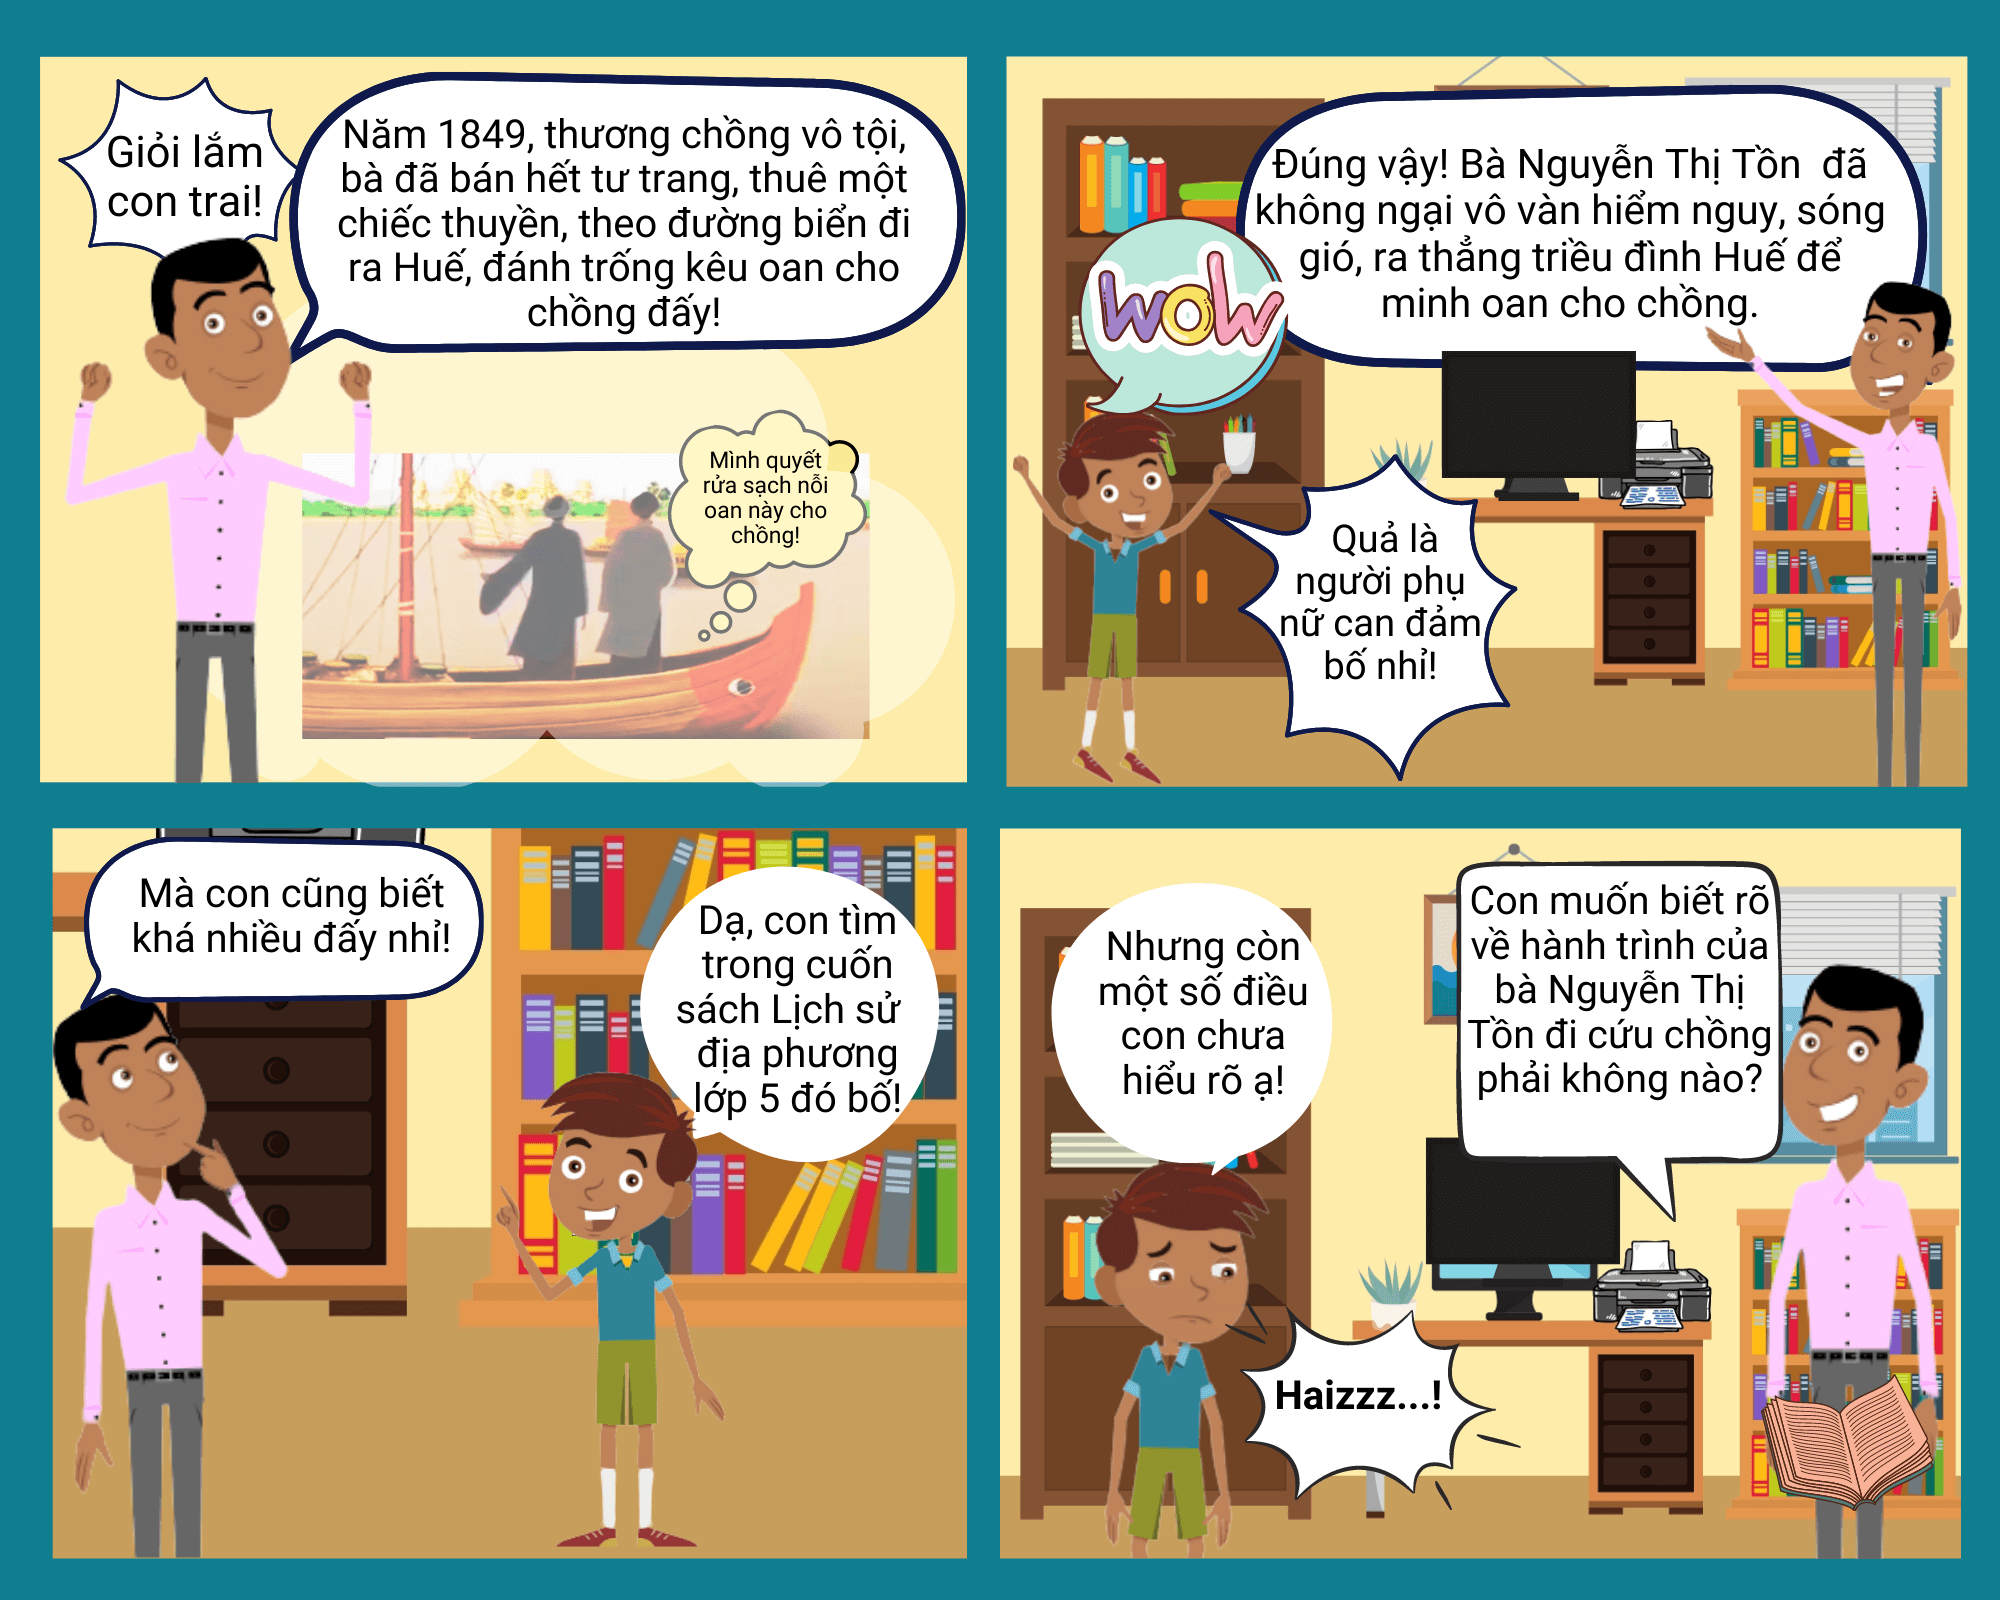 Giỏi lắm
con trai!
Năm 1849, thương chồng vô tội,
bà đã bán hết tư trang, thuê một
chiếc thuyền, theo đường biển đi
ra Huế, đánh trống kêu oan cho
chồng đấy!
Mình quyết
rửa sạch nỗi
oan này cho
chồng!
Đúng vậy! Bà Nguyễn Thị Tồn đã
không ngại vô vàn hiểm nguy, sóng
gió, ra thẳng triều đình Huế để
minh oan cho chồng.
wow
Quả là
người phụ
nữ can đảm
bố nhỉ!
Mà con cũng biết
khá nhiều đấy nhỉ!
Dạ, con tìm
trong cuốn
sách Lịch sử
địa phương
lớp 5 đó bố!
Nhưng còn
một số điều
con chưa
hiểu rõ ạ!
Haizzz...!
Con muốn biết rõ
về hành trình của
bà Nguyễn Thị
Tồn đi cứu chồng
phải không nào?